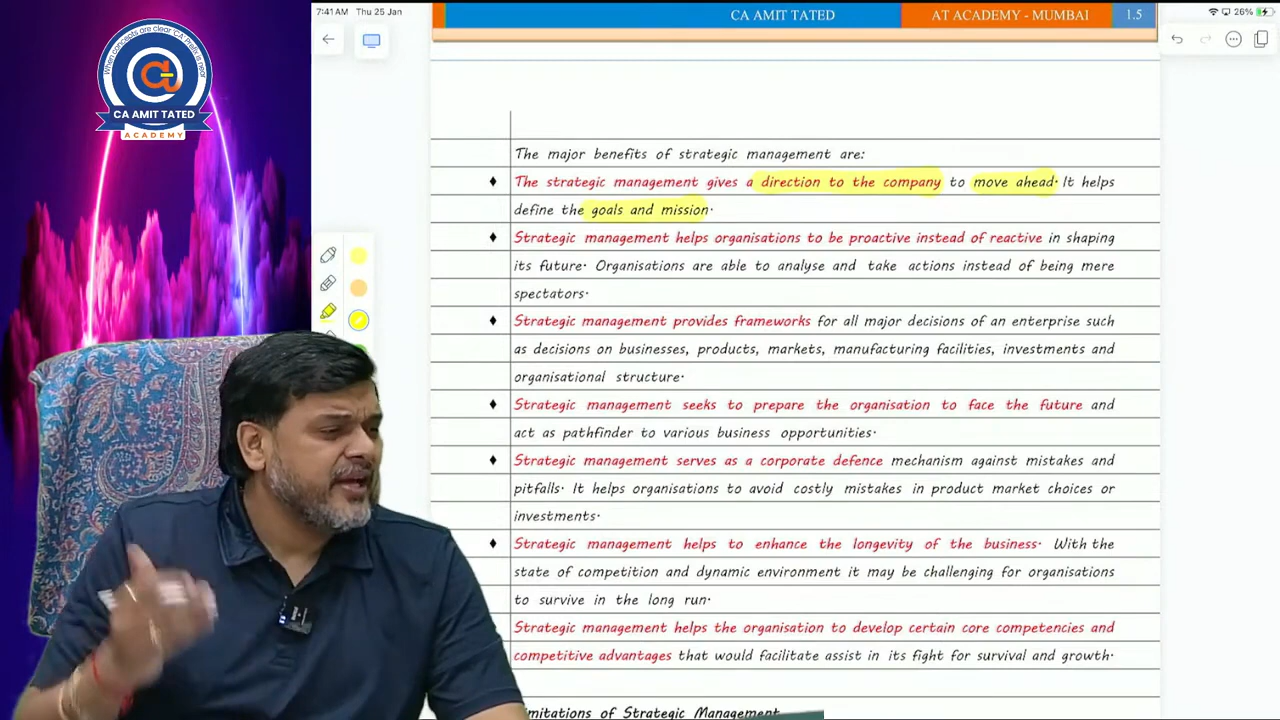 7:41 AM Thu 25 Jan
26%
CA AMIT TATED
AT ACADEMY - MUMBAI
1.5
When concepts are clear 'CA' Prefix is near
CA AMIT TATED
ACADEMY
The major benefits of strategic management are:
♦ The strategic management gives a direction to the company to move ahead. It helps
define the goals and mission.
♦ Strategic management helps organisations to be proactive instead of reactive in shaping
its future. Organisations are able to analyse and take actions instead of being mere
spectators.
♦ Strategic management provides frameworks for all major decisions of an enterprise such
as decisions on businesses, products, markets, manufacturing facilities, investments and
organisational structure.
♦ Strategic management seeks to prepare the organisation to face the future and
act as pathfinder to various business opportunities.
♦ Strategic management serves as a corporate defence mechanism against mistakes and
pitfalls. It helps organisations to avoid costly mistakes in product market choices or
investments.
♦ Strategic management helps to enhance the longevity of the business. With the
state of competition and dynamic environment it may be challenging for organisations
to survive in the long run.
Strategic management helps the organisation to develop certain core competencies and
competitive advantages that would facilitate assist in its fight for survival and growth.
imitations of Strategic Management